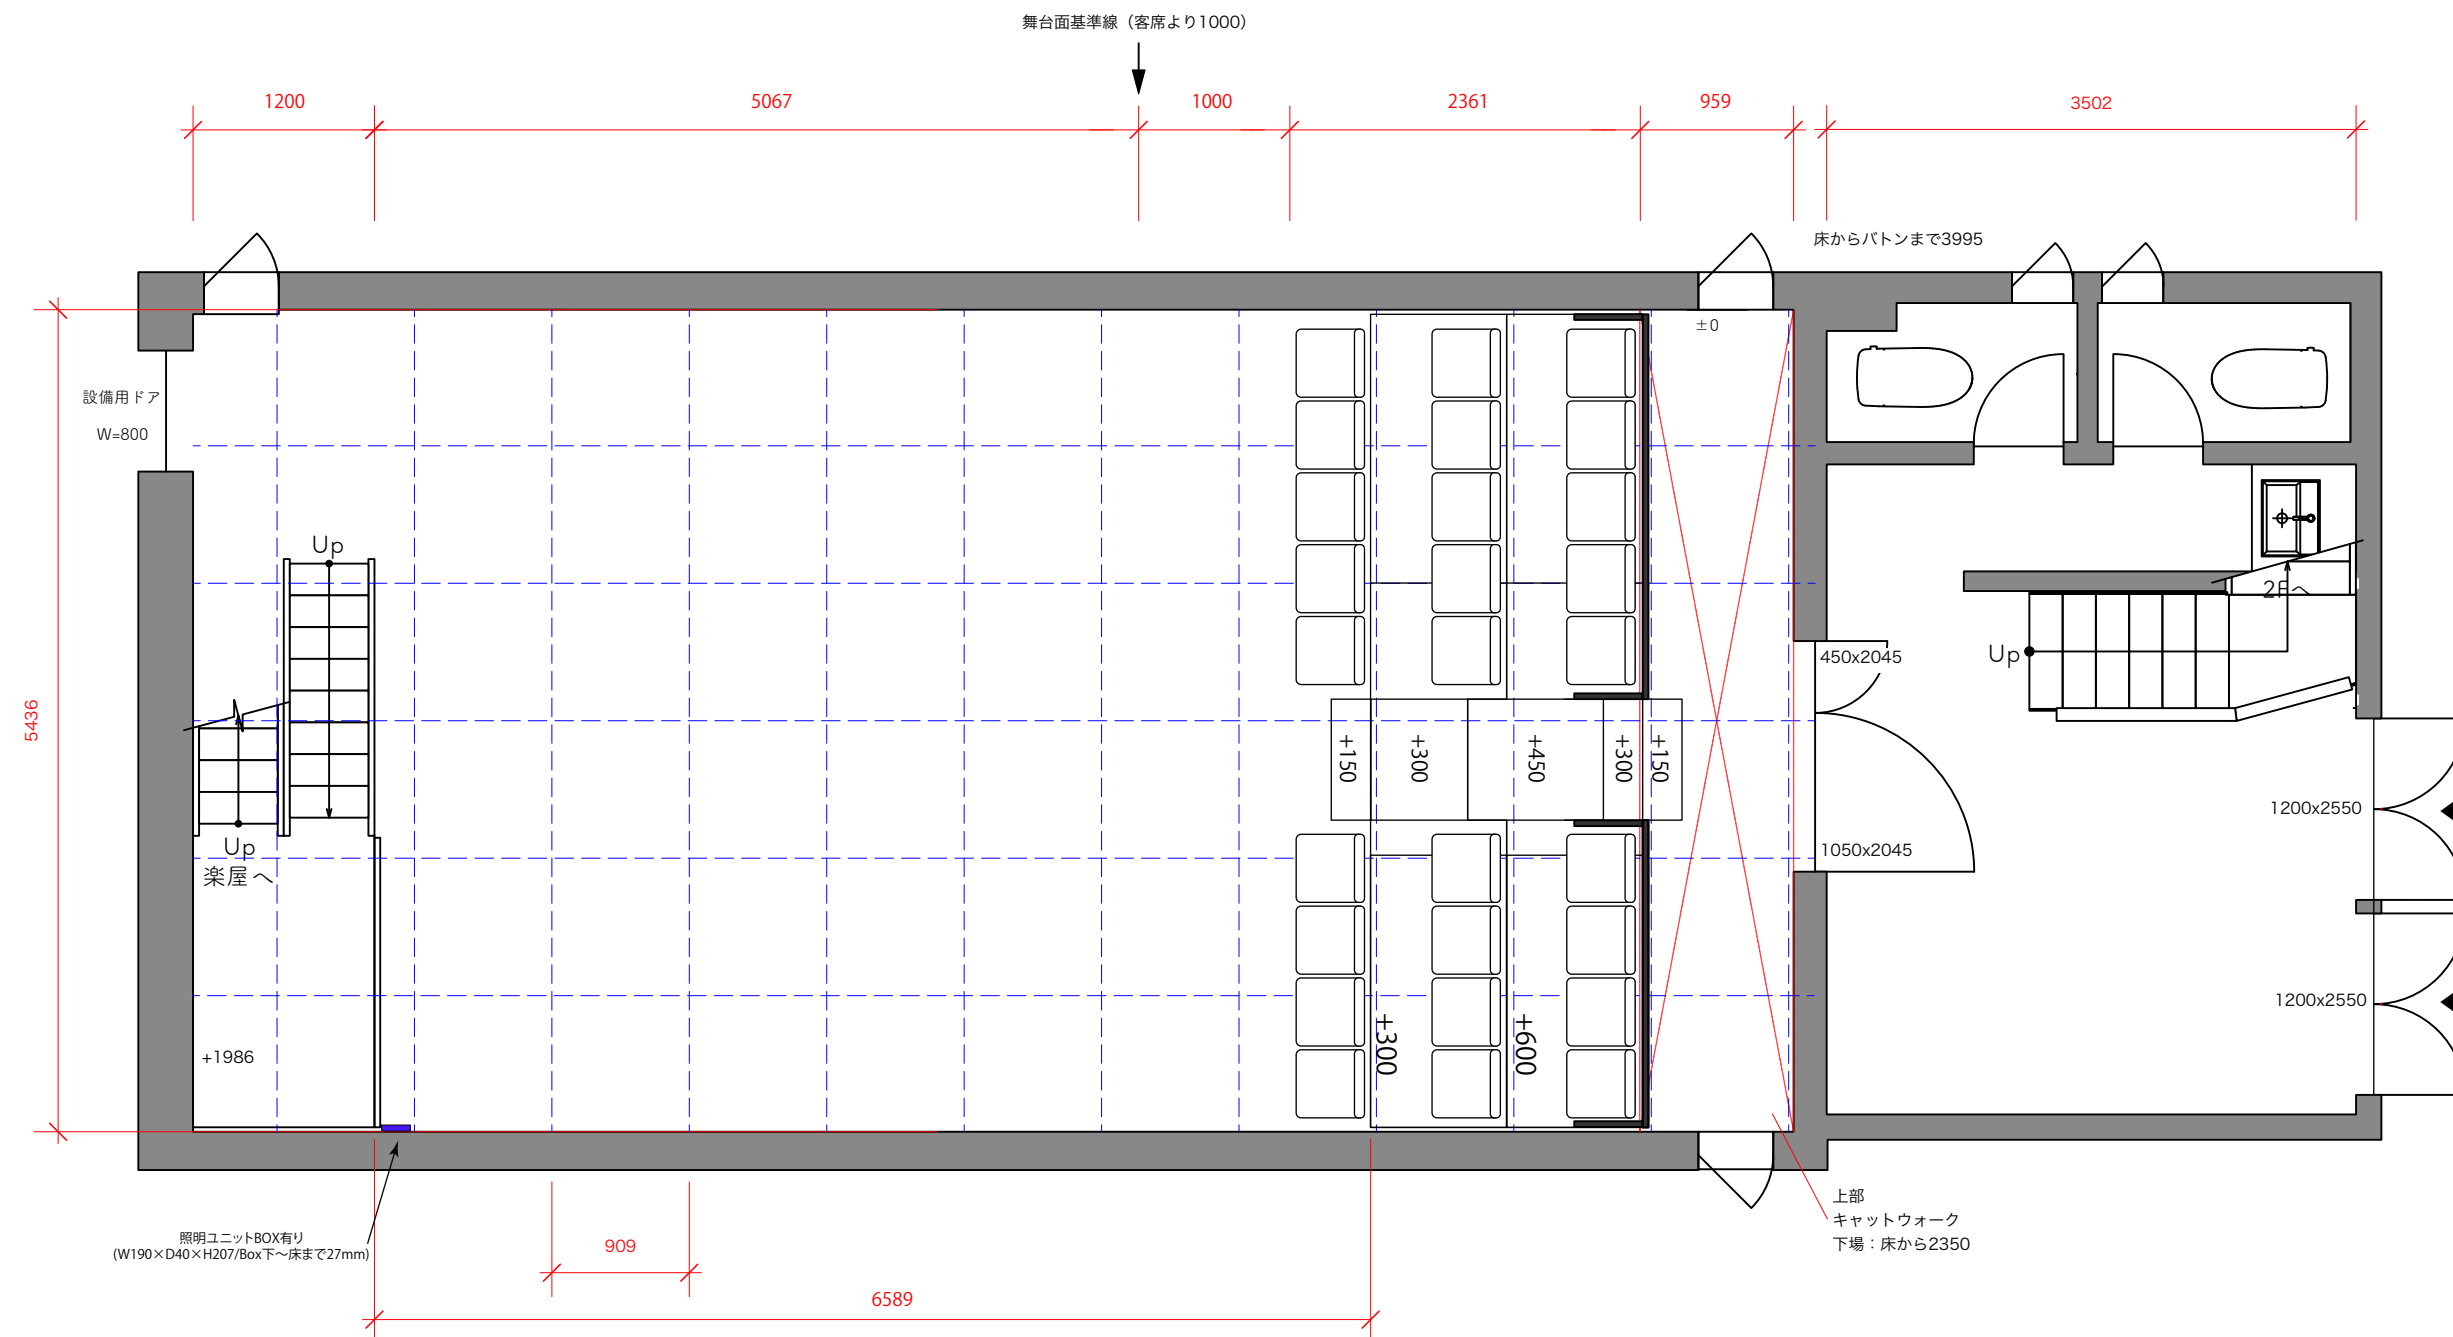 舞台面基準線（客席より1000）
1200
5067
1000
2361
959
3502
床からバトンまで3995
±0
設備用ドア
W=800
Up
2Fへ
Up
450x2045
5436
+150
+300
+450
+300
+150
1200x2550
Up
楽屋へ
1050x2045
1200x2550
+300
+600
+1986
上部
キャットウォーク
下場：床から2350
照明ユニットBOX有り
(W190×D40×H207/Box下〜床まで27mm)
909
6589